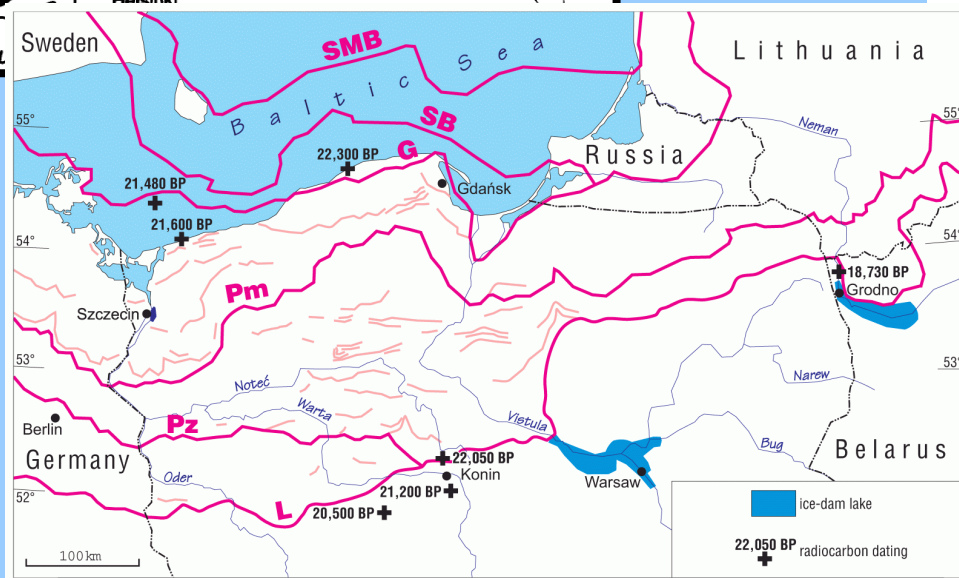 Sweden
SMB
Lithuania
Baltic Sea
55°
55°
SB
Neman
22,300 BP
G
Russia
21,480 BP
Gdańsk
21,600 BP
54°
54°
18,730 BP
Pm
Grodno
Szczecin
53°
53°
Noteć
Narew
Warta
Vistula
Berlin
Pz
Bug
Germany
22,050 BP
Belarus
Konin
Oder
21,200 BP
Warsaw
52°
L
20,500 BP
ice-dam lake
100km
22,050 BP
radiocarbon dating